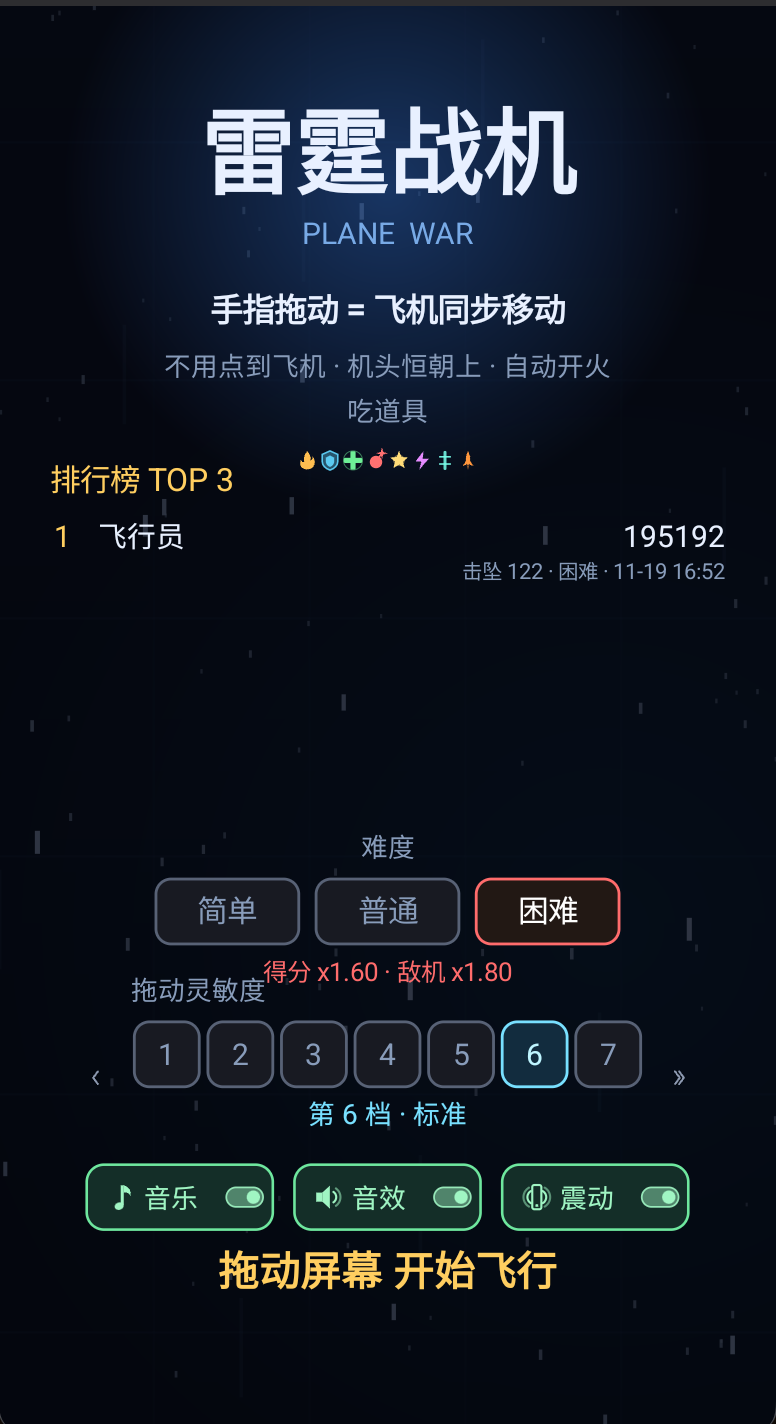 雷霆战机
PLANE WAR
手指拖动 = 飞机同步移动
不用点到飞机 · 机头恒朝上 · 自动开火
吃道具
排行榜 TOP 3
1 飞行员 195192
击坠 122 · 困难 · 11-19 16:52
难度
简单 普通 困难
得分 x1.60 · 敌机 x1.80
拖动灵敏度
‹ 1 2 3 4 5 6 7 »
第 6 档 · 标准
音乐 音效 震动
拖动屏幕 开始飞行